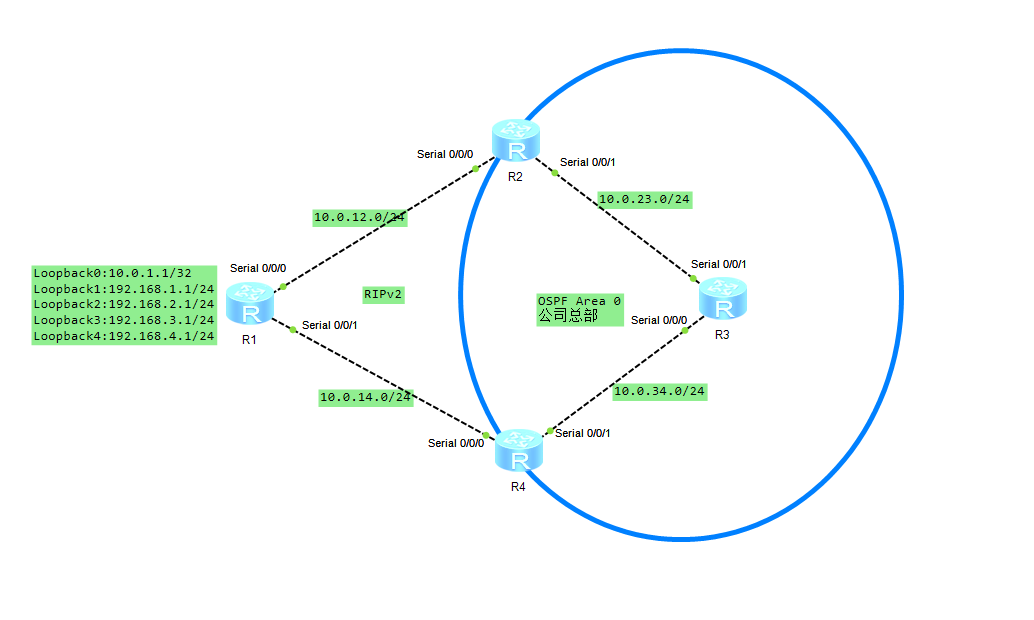 Serial 0/0/0
R
R2
Serial 0/0/1
10.0.23.0/24
10.0.12.0/24
Loopback0:10.0.1.1/32
Loopback1:192.168.1.1/24
Loopback2:192.168.2.1/24
Loopback3:192.168.3.1/24
Loopback4:192.168.4.1/24
Serial 0/0/0
R
R1
Serial 0/0/1
RIPv2
OSPF Area 0
公司总部
Serial 0/0/1
R
R3
Serial 0/0/0
10.0.14.0/24
10.0.34.0/24
Serial 0/0/0
R
R4
Serial 0/0/1